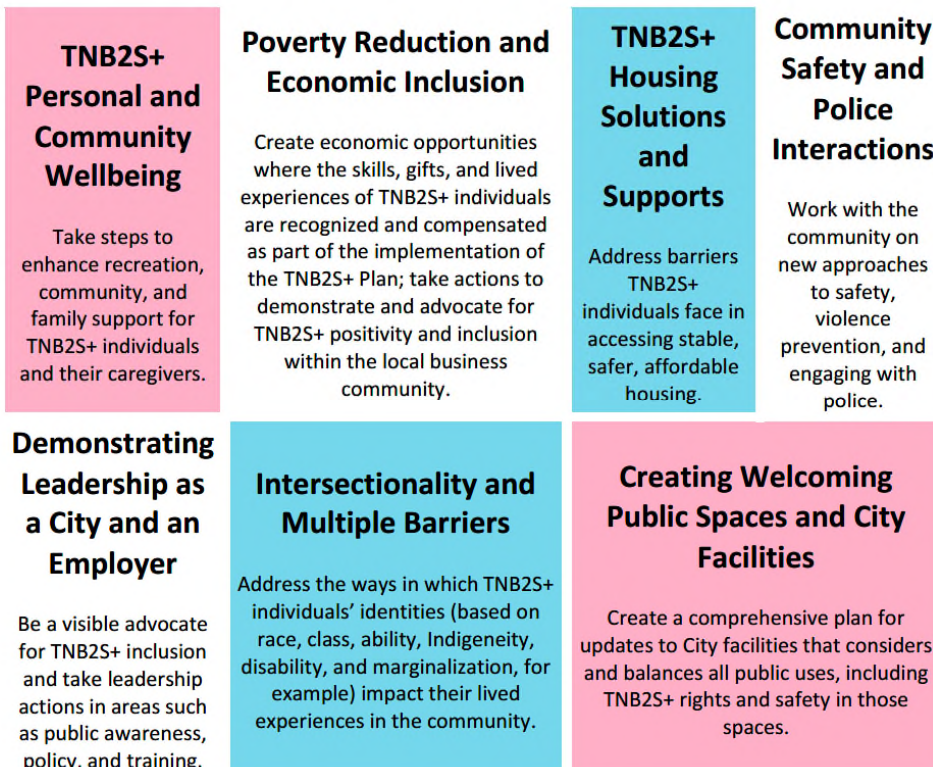 TNB2S+
Personal and
Community
Wellbeing
Take steps to
enhance recreation,
community, and
family support for
TNB2S+ individuals
and their caregivers.
Poverty Reduction and
Economic Inclusion
Create economic opportunities
where the skills, gifts, and lived
experiences of TNB2S+ individuals
are recognized and compensated
as part of the implementation of
the TNB2S+ Plan; take actions to
demonstrate and advocate for
TNB2S+ positivity and inclusion
within the local business
community.
TNB2S+
Housing
Solutions
and
Supports
Address barriers
TNB2S+
individuals face in
accessing stable,
safer, affordable
housing.
Community
Safety and
Police
Interactions
Work with the
community on
new approaches
to safety,
violence
prevention, and
engaging with
police.
Demonstrating
Leadership as
a City and an
Employer
Be a visible advocate
for TNB2S+ inclusion
and take leadership
actions in areas such
as public awareness,
policy, and training.
Intersectionality and
Multiple Barriers
Address the ways in which TNB2S+
individuals’ identities (based on
race, class, ability, Indigeneity,
disability, and marginalization, for
example) impact their lived
experiences in the community.
Creating Welcoming
Public Spaces and City
Facilities
Create a comprehensive plan for
updates to City facilities that considers
and balances all public uses, including
TNB2S+ rights and safety in those
spaces.